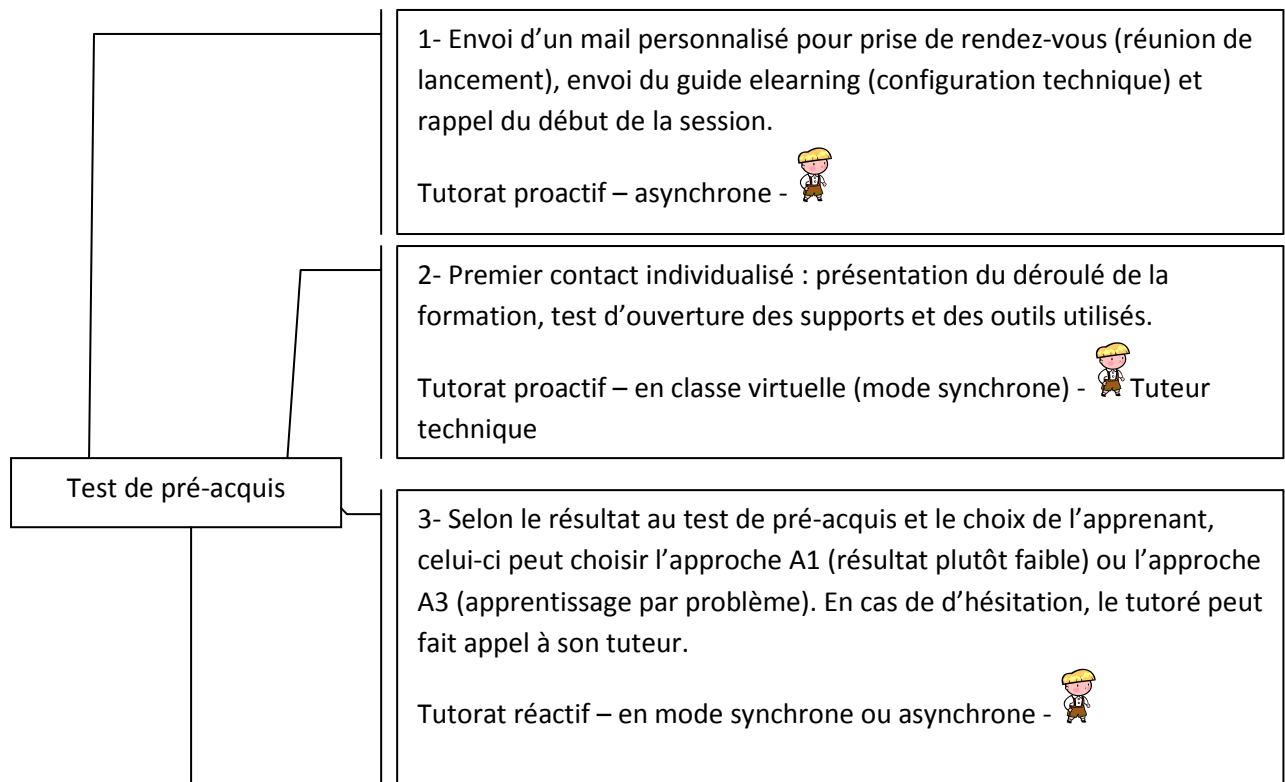 1- Envoi d’un mail personnalisé pour prise de rendez-vous (réunion de
lancement), envoi du guide elearning (configuration technique) et
rappel du début de la session.
Tutorat proactif – asynchrone -
2- Premier contact individualisé : présentation du déroulé de la
formation, test d’ouverture des supports et des outils utilisés.
Tutorat proactif – en classe virtuelle (mode synchrone) - Tuteur
technique
Test de pré-acquis
3- Selon le résultat au test de pré-acquis et le choix de l’apprenant,
celui-ci peut choisir l’approche A1 (résultat plutôt faible) ou l’approche
A3 (apprentissage par problème). En cas de d’hésitation, le tutoré peut
fait appel à son tuteur.
Tutorat réactif – en mode synchrone ou asynchrone -